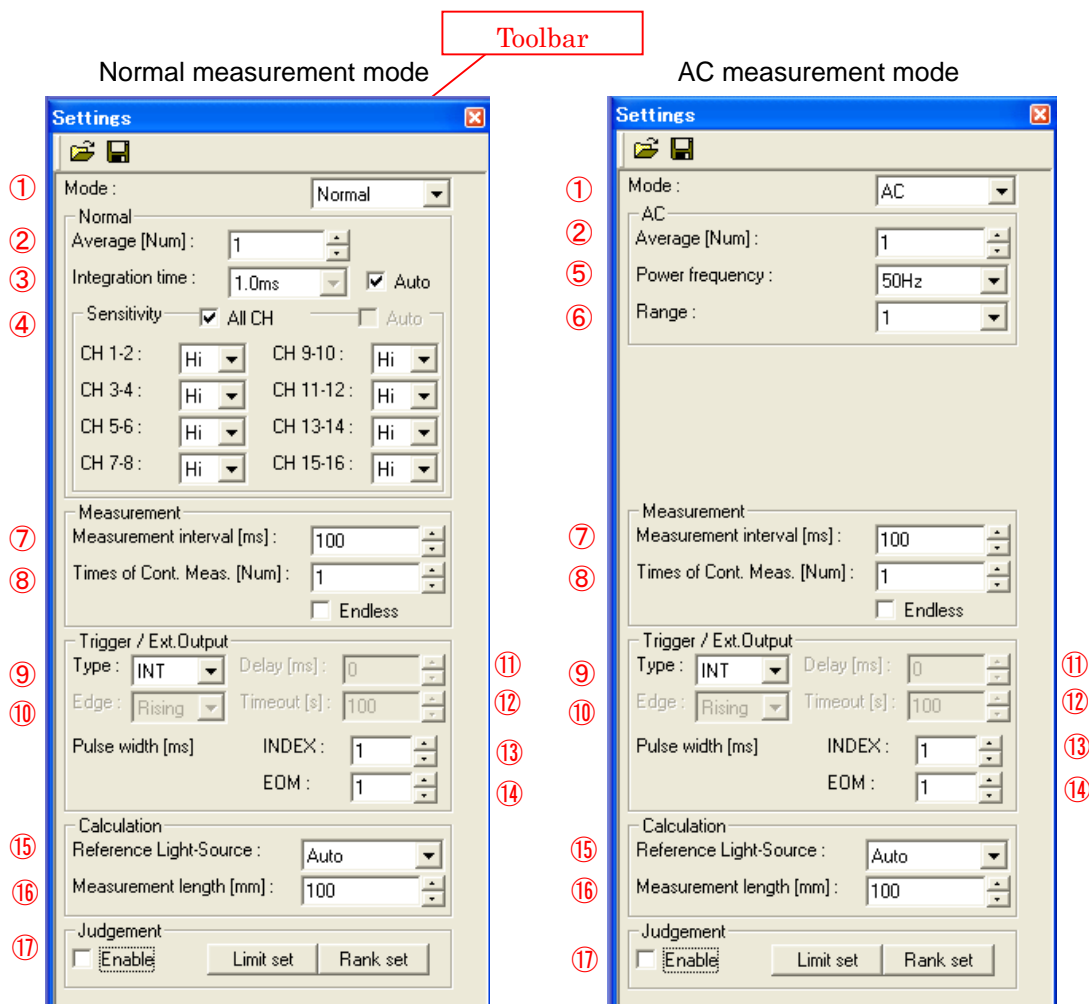 Toolbar
Normal measurement mode
Settings
① Mode : Normal
Normal
② Average [Num] : 1
③ Integration time : 1.0ms Auto
④ Sensitivity All CH Auto
CH 1-2 : Hi CH 9-10 : Hi
CH 3-4 : Hi CH 11-12 : Hi
CH 5-6 : Hi CH 13-14 : Hi
CH 7-8 : Hi CH 15-16 : Hi
Measurement
⑦ Measurement interval [ms] : 100
⑧ Times of Cont. Meas. [Num] : 1
Endless
Trigger / Ext.Output
⑨ Type : INT Delay [ms] : 0 ⑪
⑩ Edge : Rising Timeout [s] : 100 ⑫
Pulse width [ms] INDEX : 1 ⑬
EOM : 1 ⑭
Calculation
⑮ Reference Light-Source : Auto
⑯ Measurement length [mm] : 100
Judgement
⑰ Enable Limit set Rank set
AC measurement mode
Settings
① Mode : AC
AC
② Average [Num] : 1
⑤ Power frequency : 50Hz
⑥ Range : 1
Measurement
⑦ Measurement interval [ms] : 100
⑧ Times of Cont. Meas. [Num] : 1
Endless
Trigger / Ext.Output
⑨ Type : INT Delay [ms] : 0 ⑪
⑩ Edge : Rising Timeout [s] : 100 ⑫
Pulse width [ms] INDEX : 1 ⑬
EOM : 1 ⑭
Calculation
⑮ Reference Light-Source : Auto
⑯ Measurement length [mm] : 100
Judgement
⑰ Enable Limit set Rank set